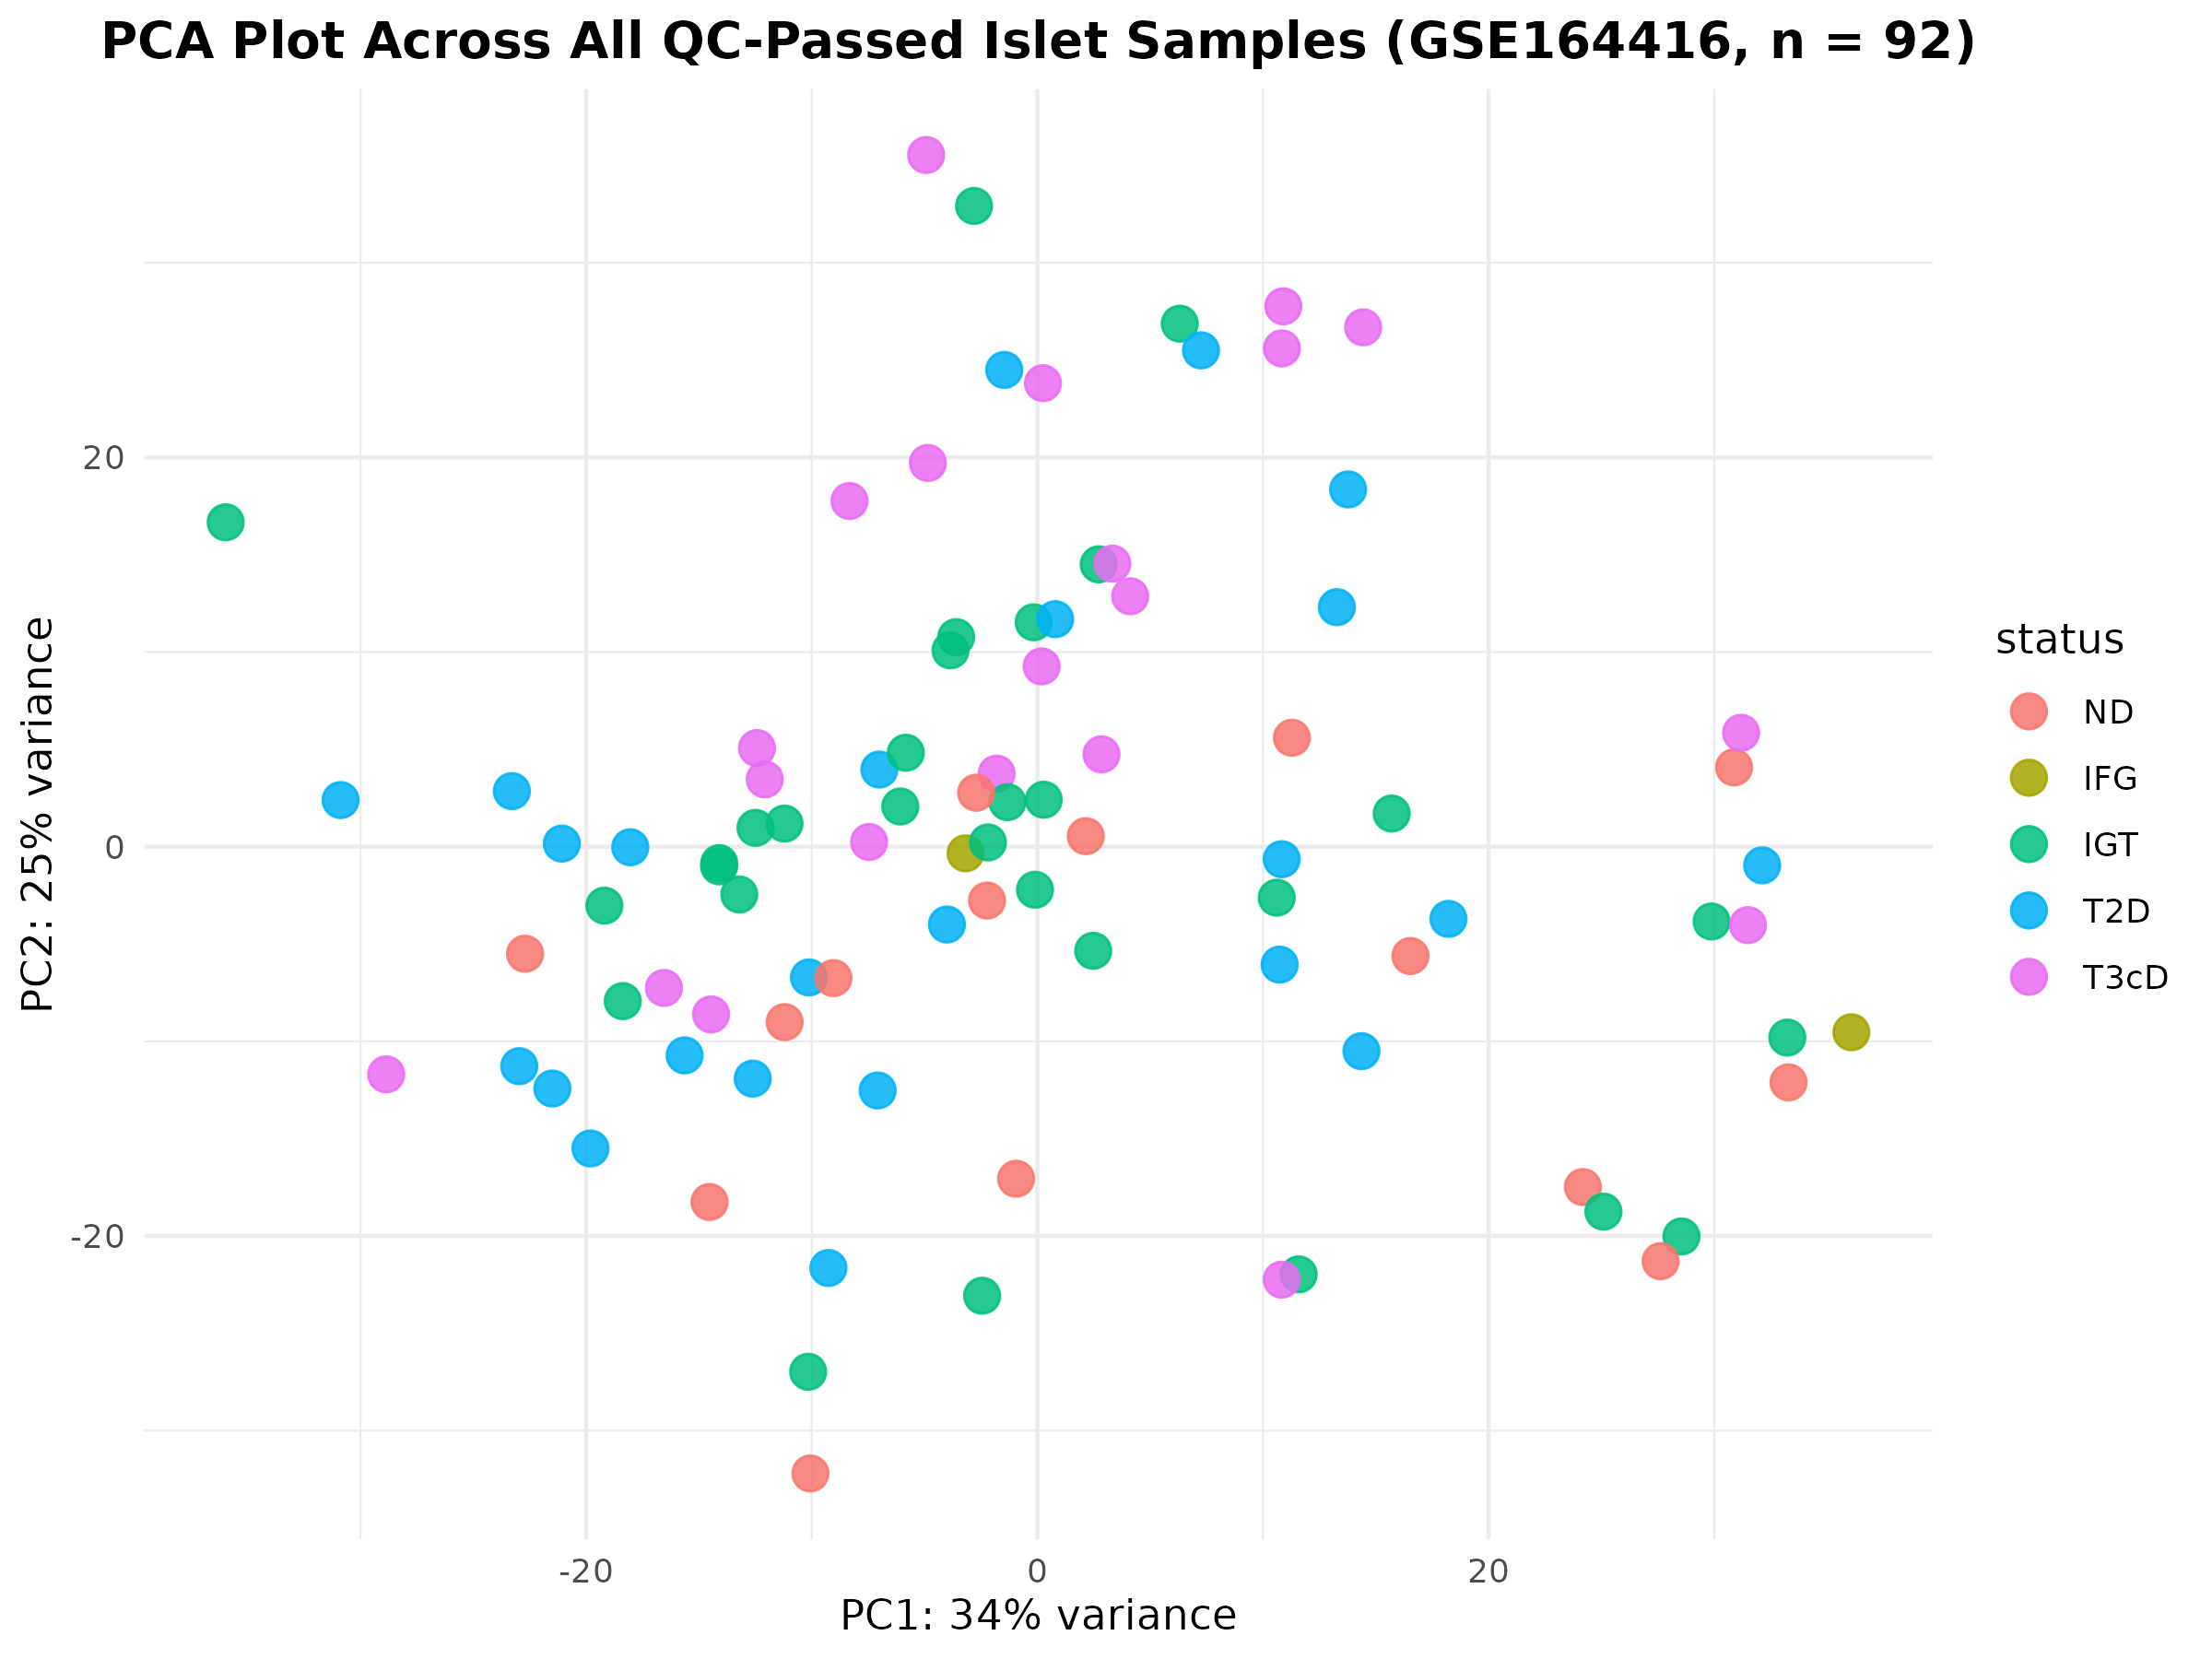 PCA Plot Across All QC-Passed Islet Samples (GSE164416, n = 92)
PC2: 25% variance
20
0
-20
-20
0
20
PC1: 34% variance
status
ND
IFG
IGT
T2D
T3cD